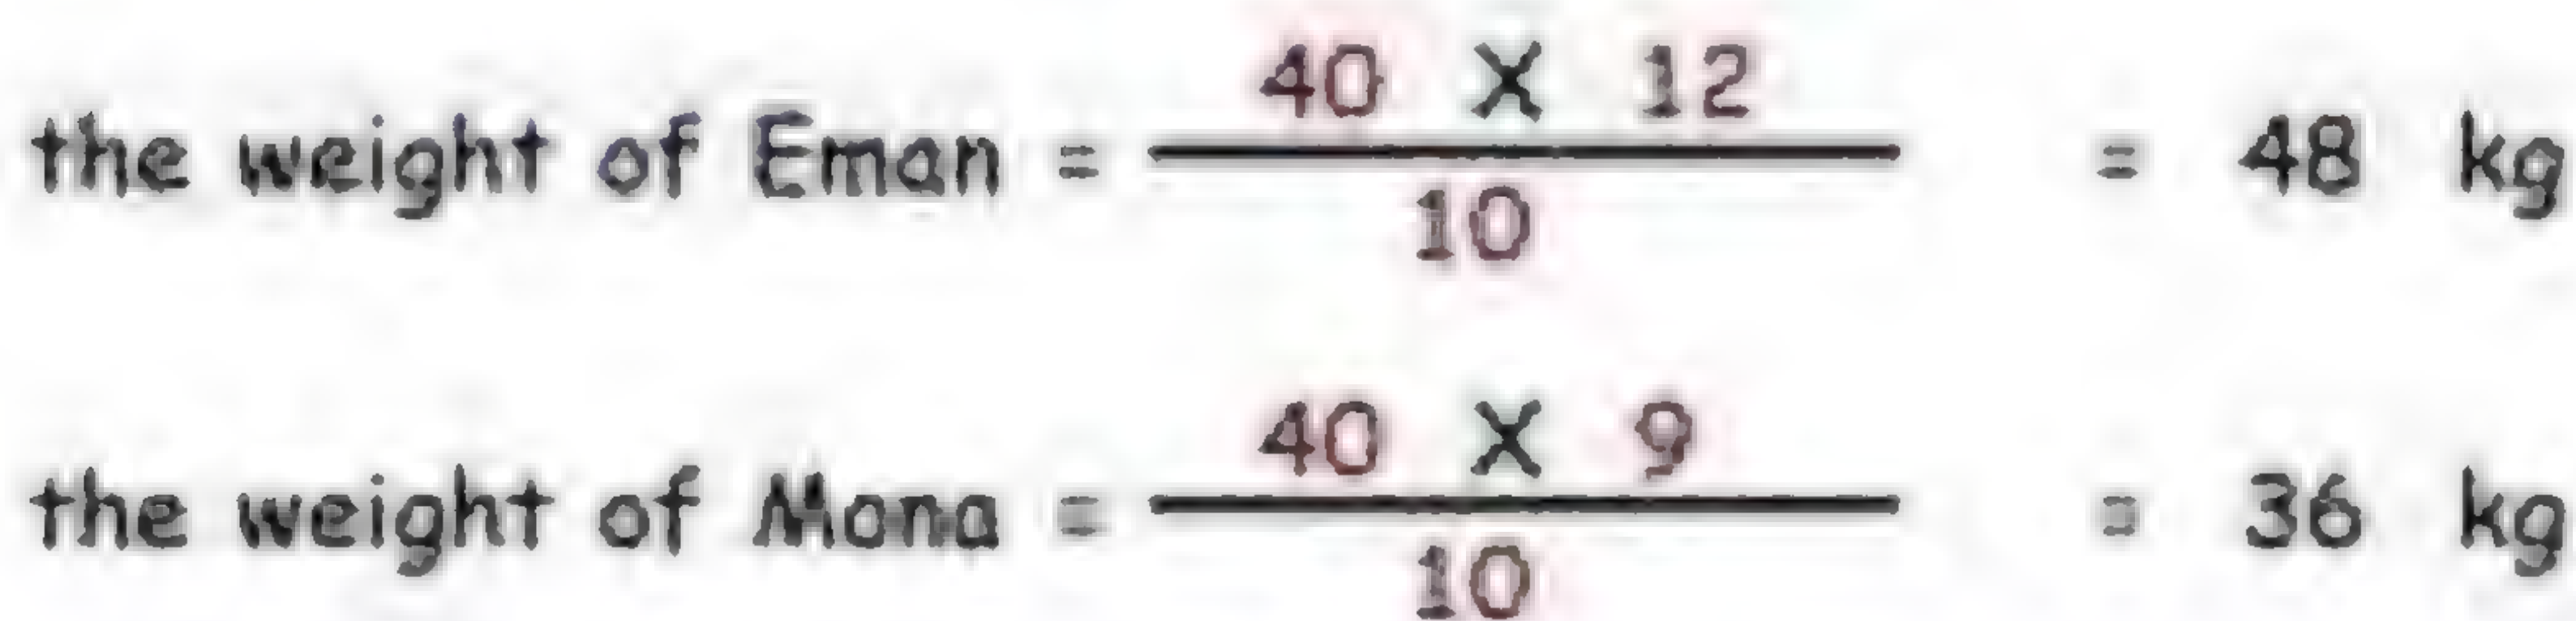 the weight of Eman = 40 X 12 / 10 = 48 kg
the weight of Mona = 40 X 9 / 10 = 36 kg